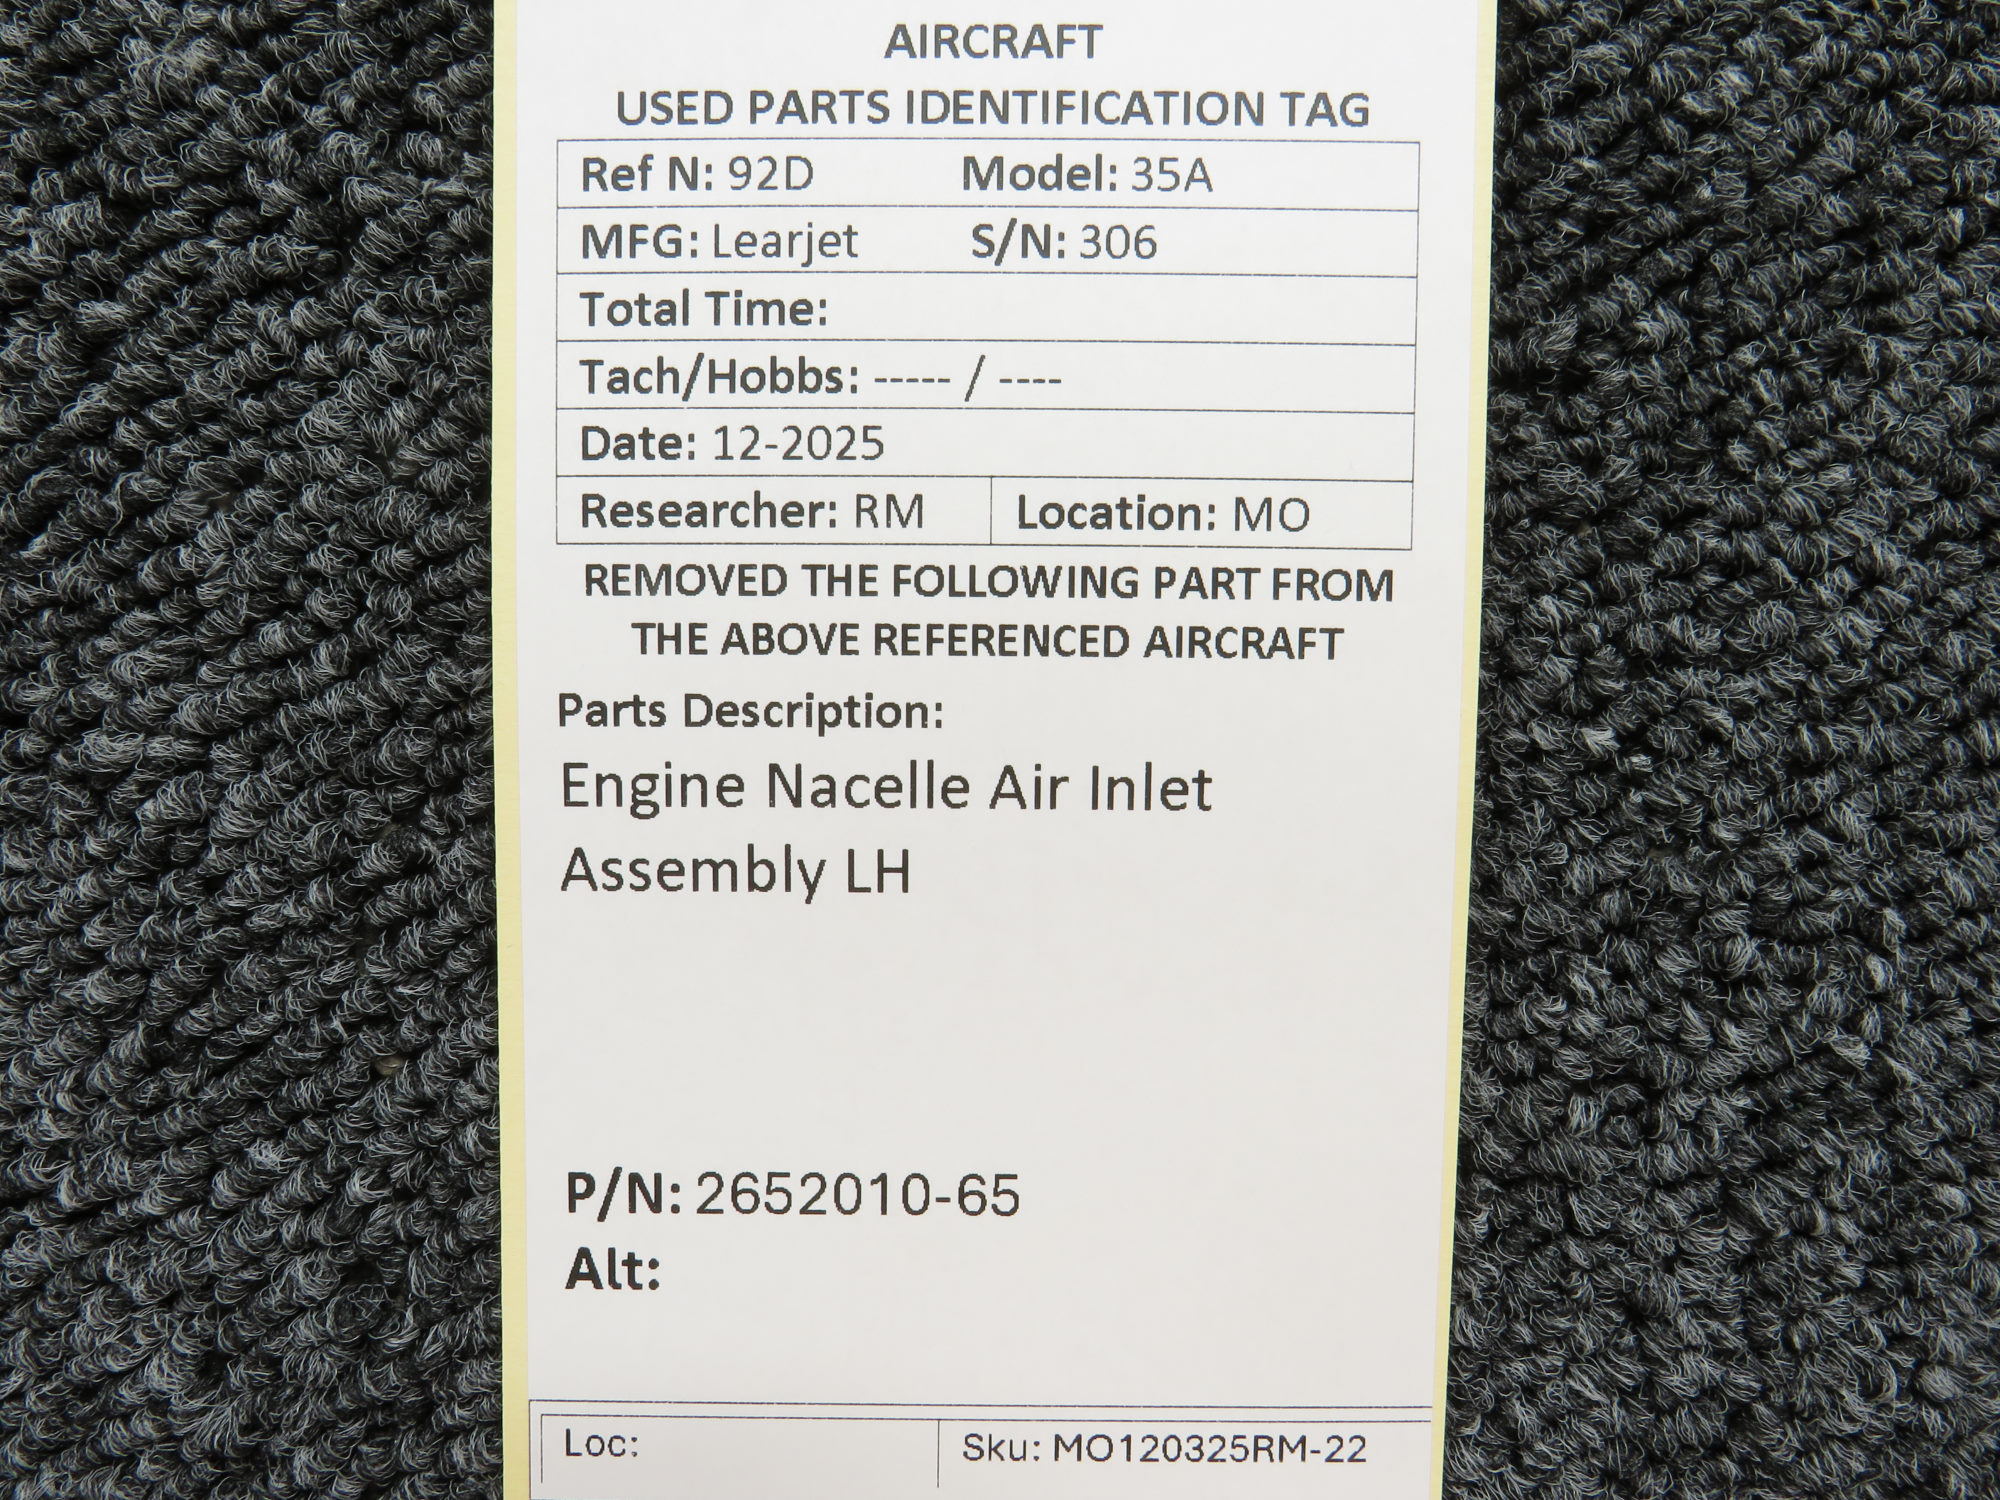 AIRCRAFT
USED PARTS IDENTIFICATION TAG
Ref N: 92D Model: 35A
MFG: Learjet S/N: 306
Total Time:
Tach/Hobbs: ----- / ----
Date: 12-2025
Researcher: RM Location: MO
REMOVED THE FOLLOWING PART FROM
THE ABOVE REFERENCED AIRCRAFT
Parts Description:
Engine Nacelle Air Inlet
Assembly LH
P/N: 2652010-65
Alt:
Loc: Sku: MO120325RM-22